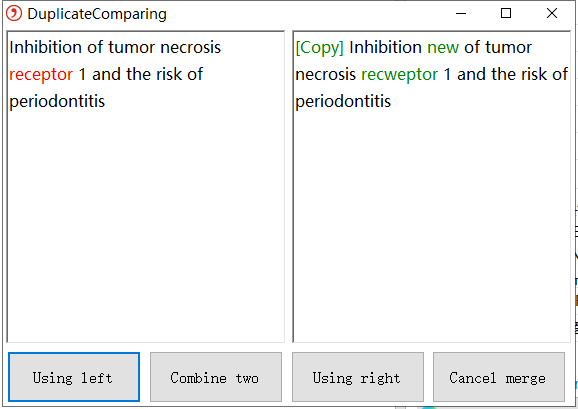 DuplicateComparing
Inhibition of tumor necrosis
receptor 1 and the risk of
periodontitis
[Copy] Inhibition new of tumor
necrosis recweptor 1 and the risk of
periodontitis
Using left
Combine two
Using right
Cancel merge